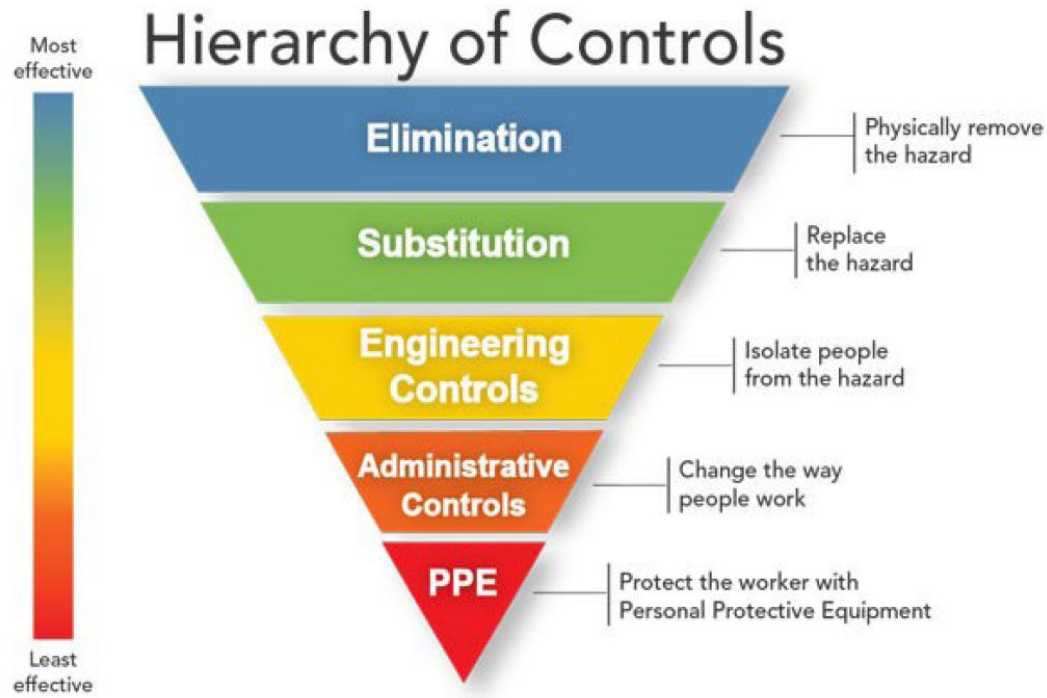 Hierarchy of Controls
Most
effective
Elimination
Physically remove
the hazard
Substitution
Replace
the hazard
Engineering
Controls
Isolate people
from the hazard
Administrative
Controls
Change the way
people work
PPE
Protect the worker with
Personal Protective Equipment
Least
effective